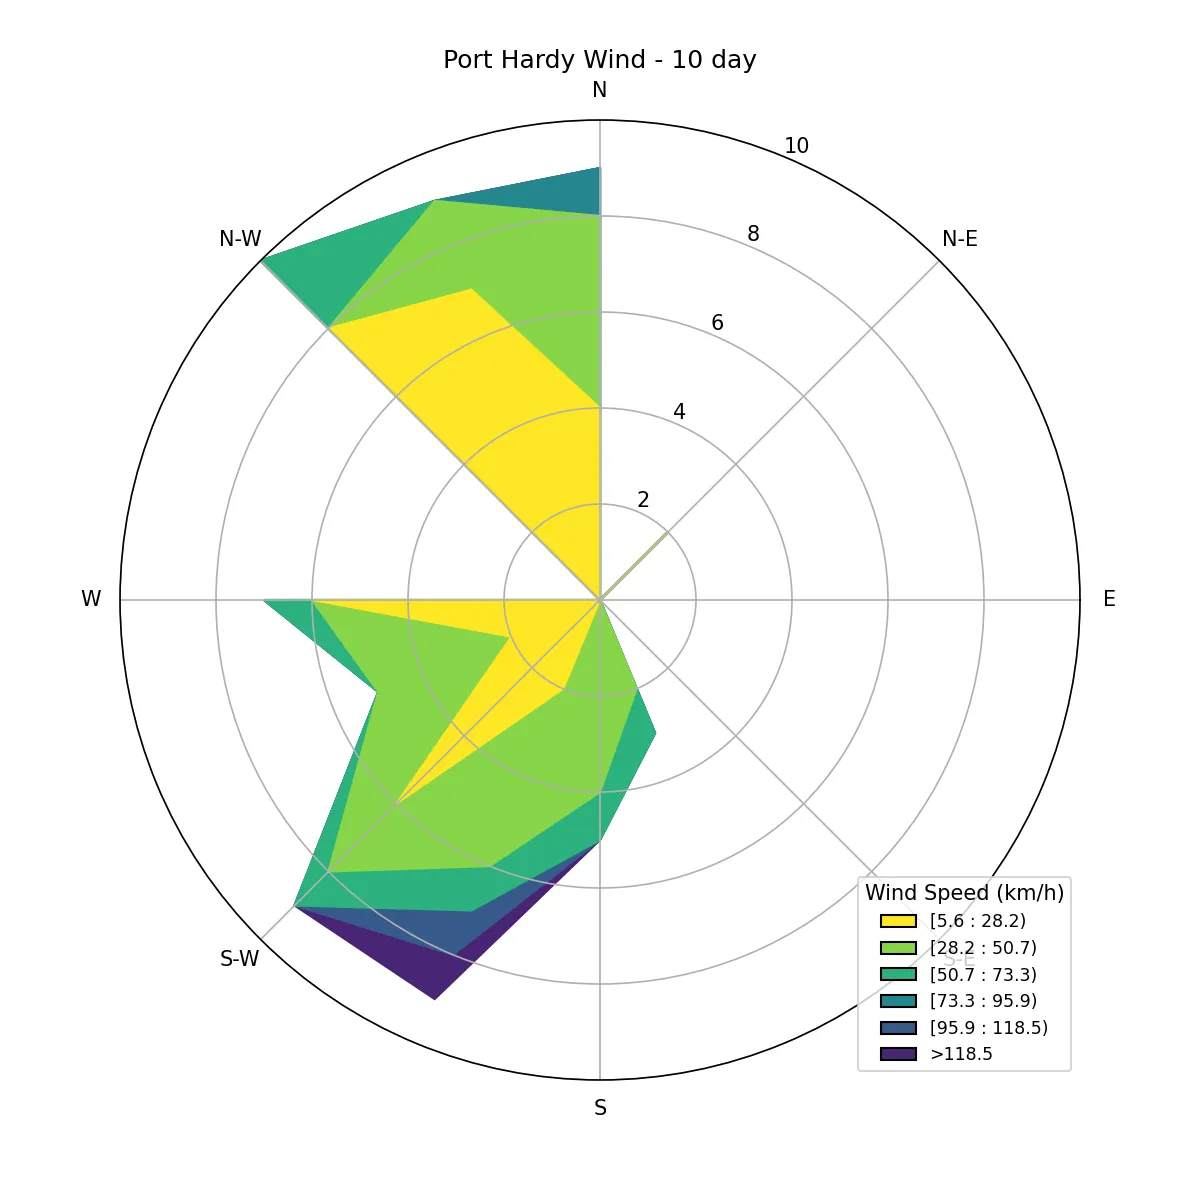 Port Hardy Wind - 10 day
N
10
N-W
8
N-E
6
4
2
W
E
S-W
S-E
S
Wind Speed (km/h)
[5.6 : 28.2)
[28.2 : 50.7)
[50.7 : 73.3)
[73.3 : 95.9)
[95.9 : 118.5)
>118.5